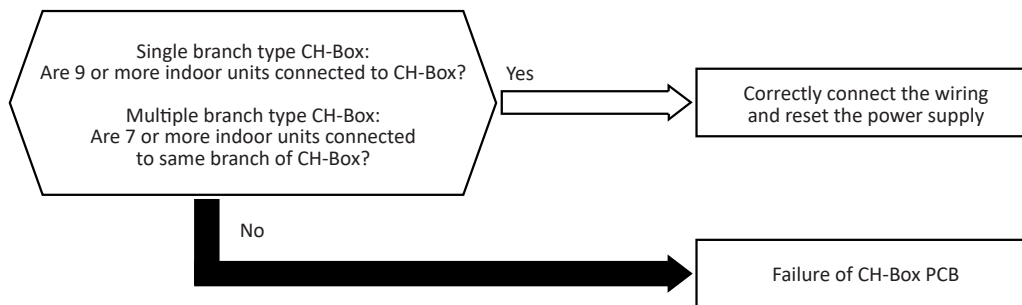 Single branch type CH-Box:
Are 9 or more indoor units connected to CH-Box?
Multiple branch type CH-Box:
Are 7 or more indoor units connected
to same branch of CH-Box?
Yes
Correctly connect the wiring
and reset the power supply
No
Failure of CH-Box PCB